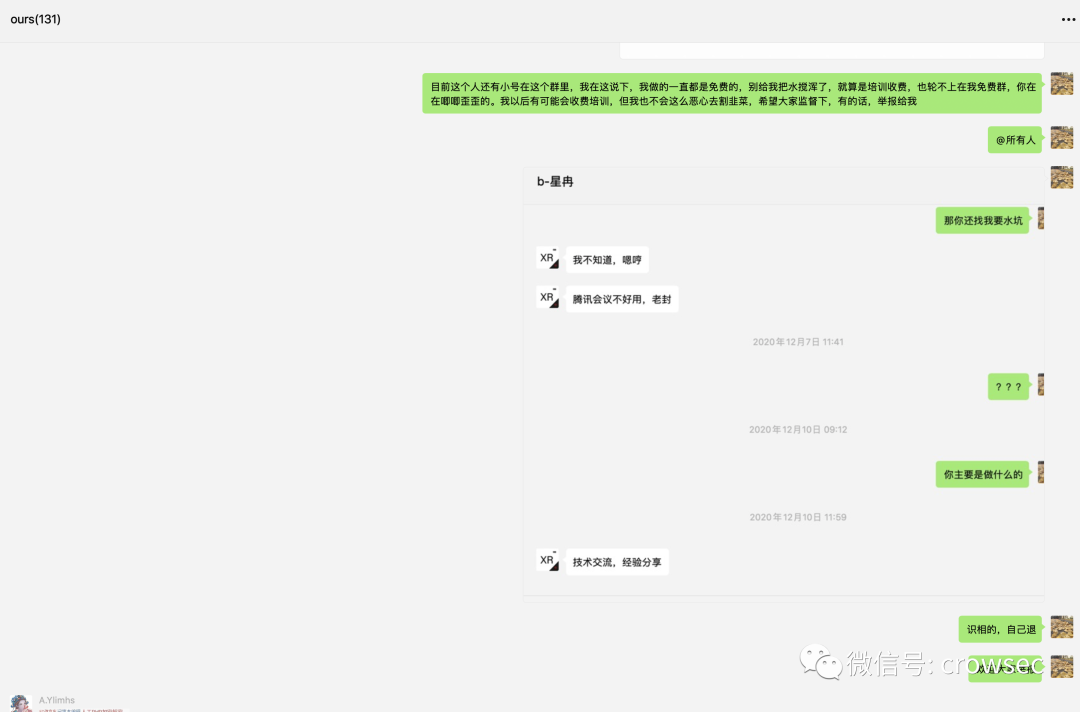 ours(131)
目前这个人还有小号在这个群里，我在这说下，我做的一直都是免费的，别给我把水搅浑了，就算是培训收费，也轮不上在我免费群，你在
在唧唧歪歪的。我以后有可能会收费培训，但我也不会这么恶心去割韭菜，希望大家监督下，有的话，举报给我
@所有人
b-星冉
那你还找我要水坑
XR
我不知道，嗯哼
XR
腾讯会议不好用，老封
2020年12月7日 11:41
？？？
2020年12月10日 09:12
你主要是做什么的
2020年12月10日 11:59
XR
技术交流，经验分享
识相的，自己退
微信号: crowsec
A.Ylimhs